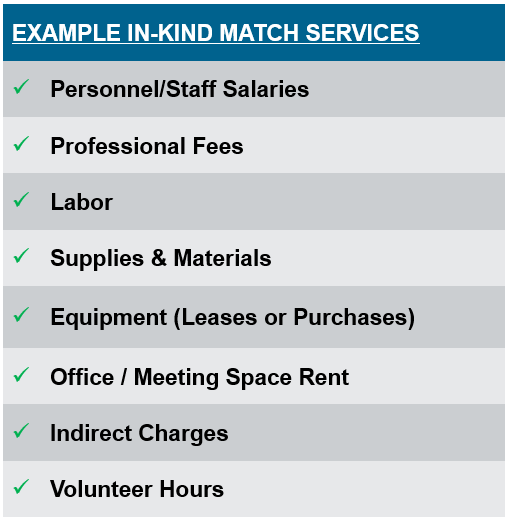 EXAMPLE IN-KIND MATCH SERVICES
✓ Personnel/Staff Salaries
✓ Professional Fees
✓ Labor
✓ Supplies & Materials
✓ Equipment (Leases or Purchases)
✓ Office / Meeting Space Rent
✓ Indirect Charges
✓ Volunteer Hours